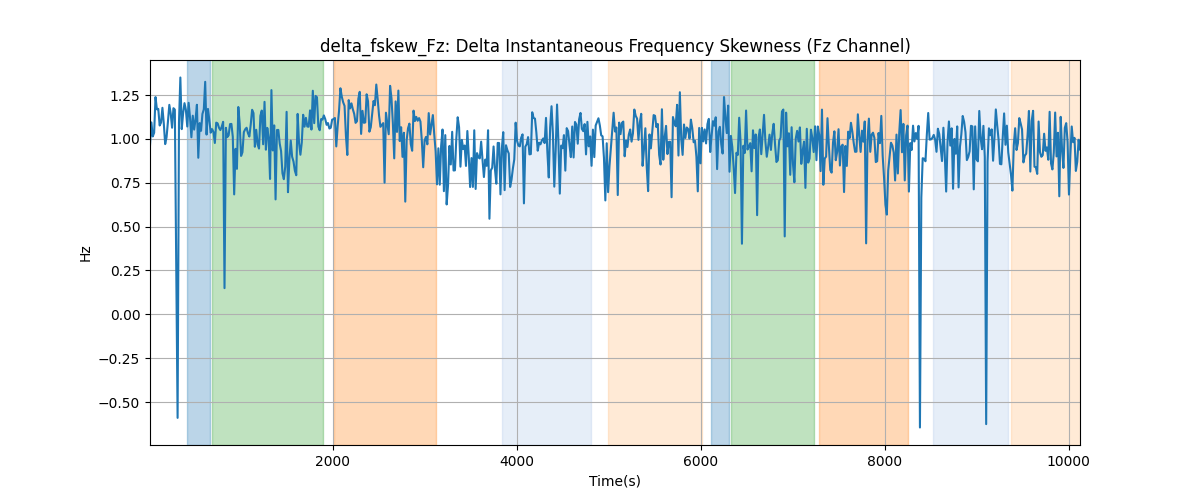 delta_fskew_Fz: Delta Instantaneous Frequency Skewness (Fz Channel)
1.25
1.00
0.75
0.50
0.25
0.00
−0.25
−0.50
Hz
2000 4000 6000 8000 10000
Time(s)